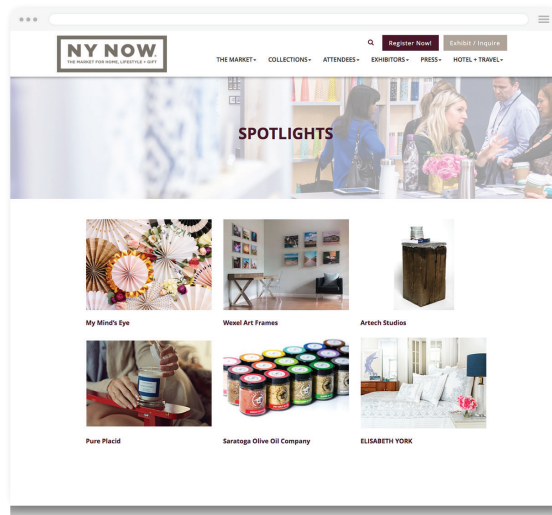 Register Now!
Exhibit / Inquire
NY NOW.
THE MARKET FOR HOME, LIFESTYLE + GIFT
THE MARKET
COLLECTIONS
ATTENDEES
EXHIBITORS
PRESS
HOTEL + TRAVEL
SPOTLIGHTS
My Mind's Eye
Wexel Art Frames
Artech Studios
Pure Placid
Saratoga Olive Oil Company
ELISABETH YORK